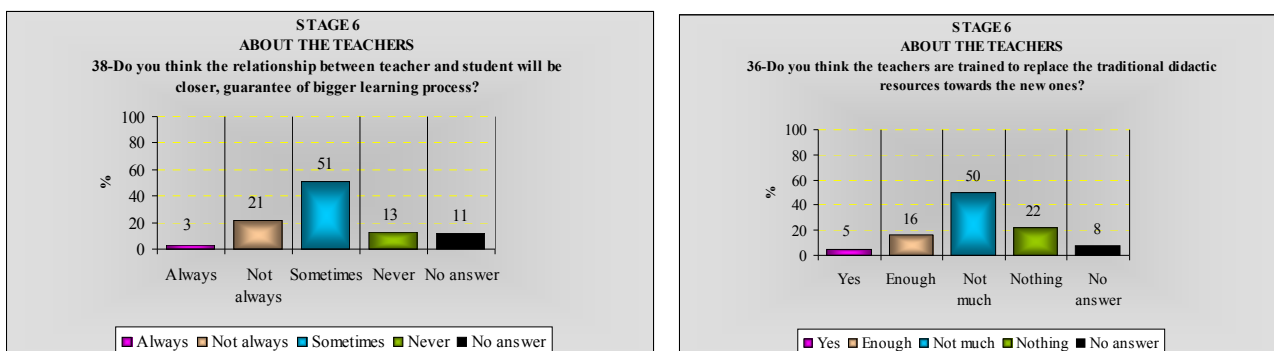 STAGE 6
ABOUT THE TEACHERS
38-Do you think the relationship between teacher and student will be
closer, guarantee of bigger learning process?
100
80
60
40
20
0
%
3
21
51
13
11
Always
Not
always
Sometimes
Never
No answer
Always
Not always
Sometimes
Never
No answer
STAGE 6
ABOUT THE TEACHERS
36-Do you think the teachers are trained to replace the traditional didactic
resources towards the new ones?
100
80
60
40
20
0
%
5
16
50
22
8
Yes
Enough
Not
much
Nothing
No
answer
Yes
Enough
Not much
Nothing
No answer